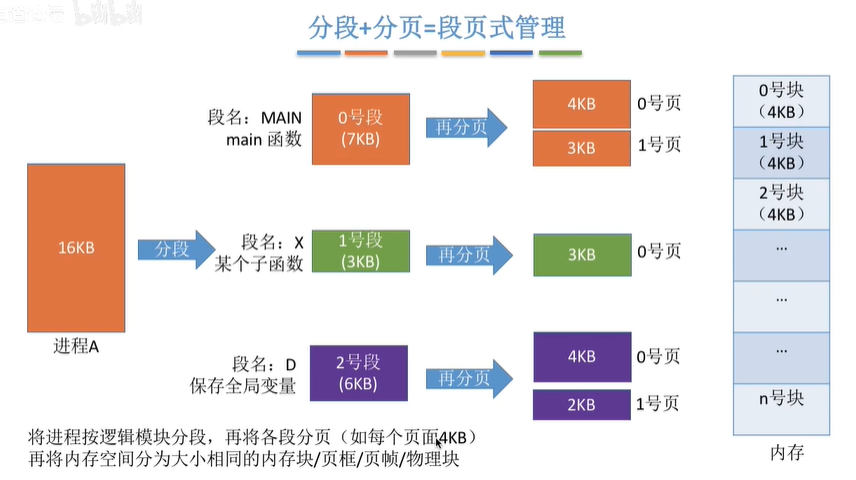 bilibili
分段+分页=段页式管理
段名：MAIN
main 函数
0号段
(7KB)
再分页
4KB
0号页
3KB
1号页
16KB
进程A
分段
段名：X
某个子函数
1号段
(3KB)
再分页
3KB
0号页
段名：D
保存全局变量
2号段
(6KB)
再分页
4KB
0号页
2KB
1号页
0号块
（4KB）
1号块
（4KB）
2号块
（4KB）
...
...
...
n号块
内存
将进程按逻辑模块分段，再将各段分页（如每个页面4KB）
再将内存空间分为大小相同的内存块/页框/页帧/物理块